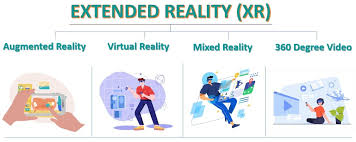 EXTENDED REALITY (XR)
Augmented Reality
Virtual Reality
Mixed Reality
360 Degree Video